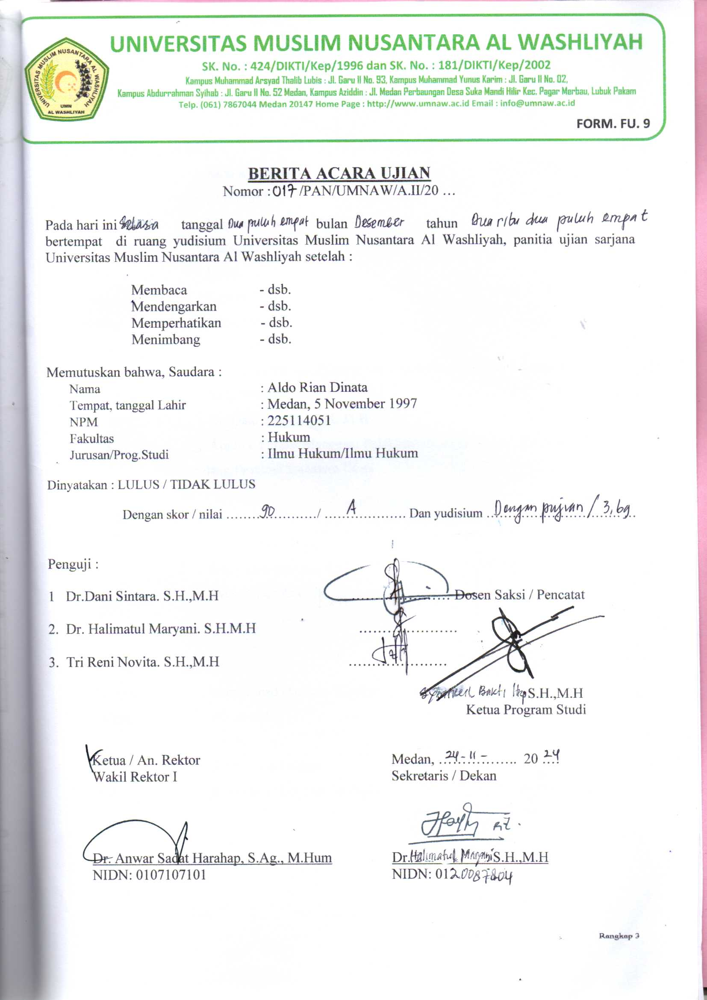 UNIVERSITAS MUSLIM NUSANTARA AL WASHLIYAH
UNIVERSITAS MUSLIM NUSANTARA AL WASHLIYAH
UMN
AL WASHLIYAH
SK. No. : 424/DIKTI/Kep/1996 dan SK. No. : 181/DIKTI/Kep/2002
Kampus Muhammad Arsyad Thalib Lubis : Jl. Garu II No. 93, Kampus Muhammad Yunus Karim : Jl. Garu II No. 02,
Kampus Abdurrahman Syihab : Jl. Garu II No. 52 Medan, Kampus Aziddin : Jl. Medan Perbaungan Desa Suka Mandi Hilir Kec. Pagar Merbau, Lubuk Pakam
Telp. (061) 7867044 Medan 20147 Home Page : http://www.umnaw.ac.id Email : info@umnaw.ac.id
FORM. FU. 9
BERITA ACARA UJIAN
Nomor : 017 /PAN/UMNAW/A.II/20 ...
Pada hari ini Selasa tanggal Dua puluh empat bulan Desember tahun Dua ribu dua puluh empat
bertempat di ruang yudisium Universitas Muslim Nusantara Al Washliyah, panitia ujian sarjana
Universitas Muslim Nusantara Al Washliyah setelah :
Membaca - dsb.
Mendengarkan - dsb.
Memperhatikan - dsb.
Menimbang - dsb.
Memutuskan bahwa, Saudara :
Nama : Aldo Rian Dinata
Tempat, tanggal Lahir : Medan, 5 November 1997
NPM : 225114051
Fakultas : Hukum
Jurusan/Prog.Studi : Ilmu Hukum/Ilmu Hukum
Dinyatakan : LULUS / TIDAK LULUS
Dengan skor / nilai ........90........../ ......A............ Dan yudisium ..Dengan pujian / 3,69..
Penguji :
1 Dr.Dani Sintara. S.H.,M.H .................... Dosen Saksi / Pencatat
2. Dr. Halimatul Maryani. S.H.M.H ....................
3. Tri Reni Novita. S.H.,M.H ....................
Bakti S.H.,M.H
Ketua Program Studi
Ketua / An. Rektor
Wakil Rektor I
Medan, 24-11- 20 24
Sekretaris / Dekan
Dr. Anwar Sadat Harahap, S.Ag., M.Hum
NIDN: 0107107101
Dr. Halimatul Maryani S.H.,M.H
NIDN: 0120087804
Rangkap 3